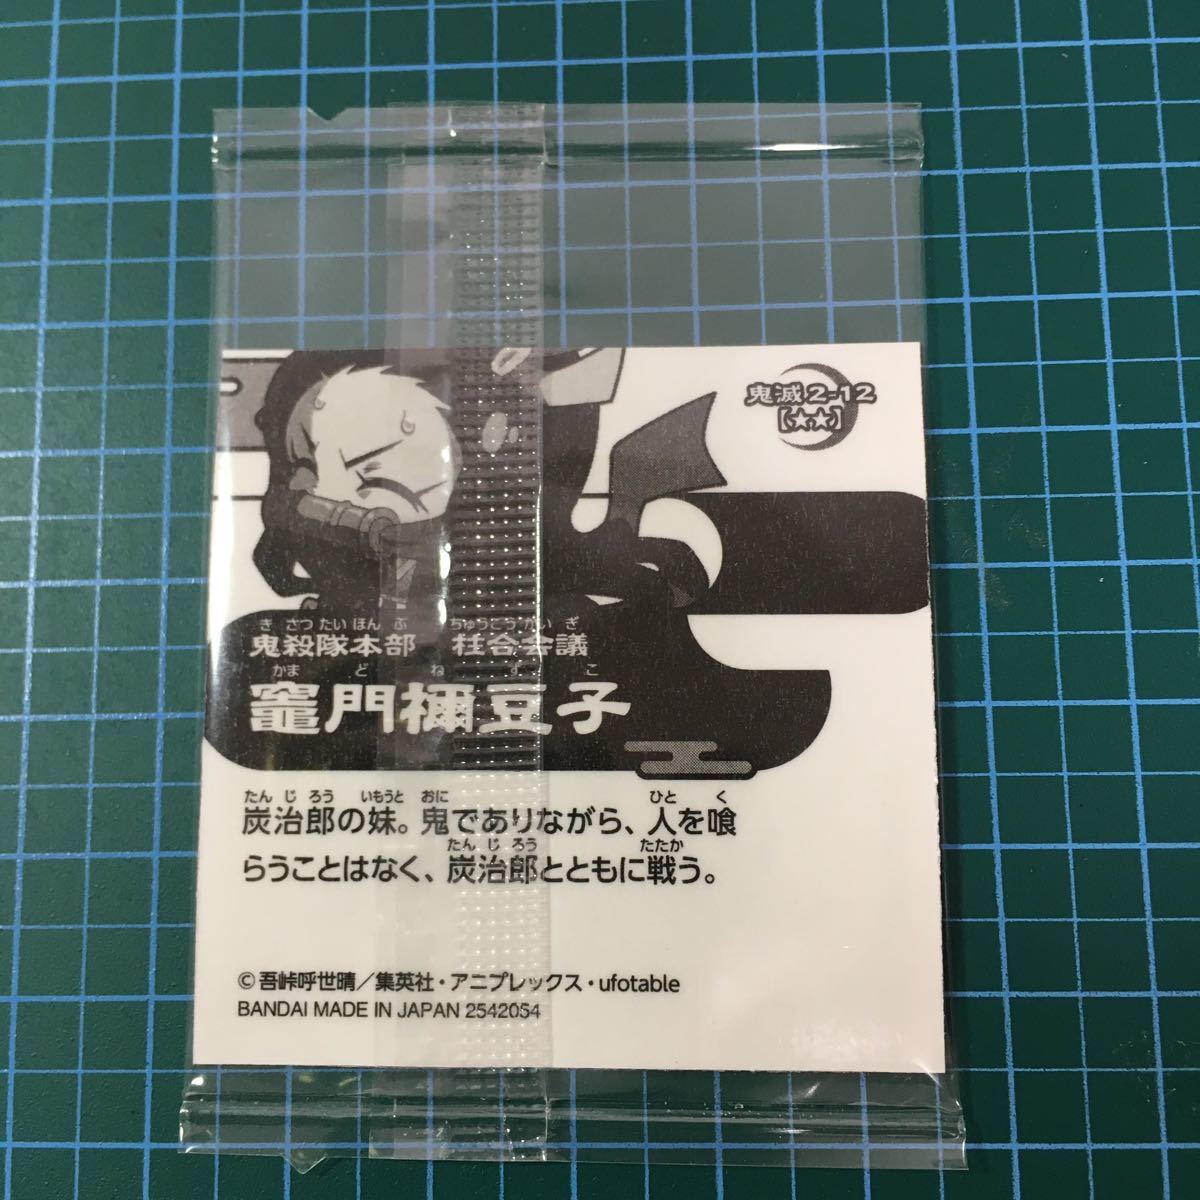 鬼滅2-12
[★★]
きさつたいほんぶ ちゅうごうかいぎ
鬼殺隊本部 柱合会議
かまどねずこ
竈門禰豆子
たんじろう いもうと おに ひと く
炭治郎の妹。鬼でありながら、人を喰
たんじろう たたか
らうことはなく、炭治郎とともに戦う。
©吾峠呼世晴/集英社・アニプレックス・ufotable
BANDAI MADE IN JAPAN 2542054